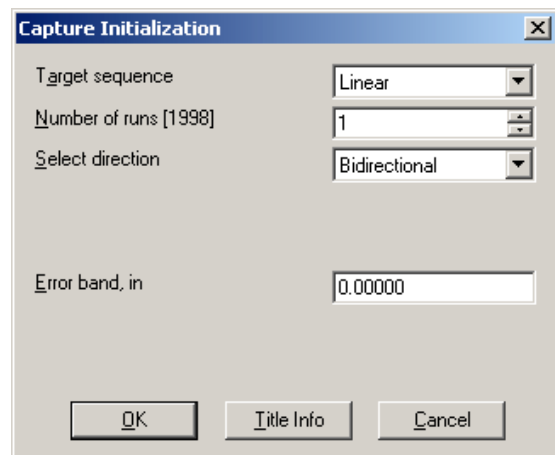 Capture Initialization
Target sequence Linear
Number of runs [1998] 1
Select direction Bidirectional
Error band, in 0.00000
OK Title Info Cancel